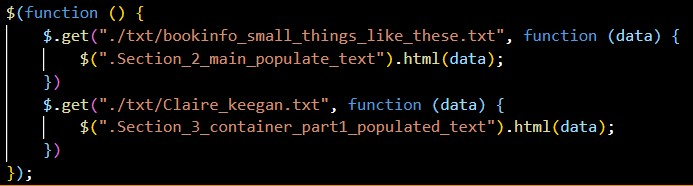 $(function () {
$.get("./txt/bookinfo_small_things_like_these.txt", function (data) {
$(".Section_2_main_populate_text").html(data);
})
$.get("./txt/Claire_keegan.txt", function (data) {
$(".Section_3_container_part1_populated_text").html(data);
})
});